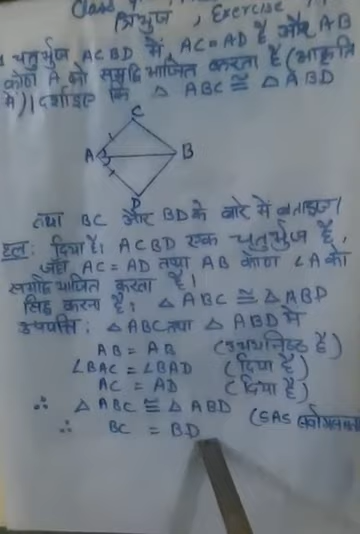 Class 9
त्रिभुज , Exercise
चतुर्भुज ACBD में, AC = AD है और AB
कोण A को समद्विभाजित करता है (आकृति
में)। दर्शाइए कि △ ABC ≅ △ ABD
C
A
B
D
तथा BC और BD के बारे में बताइए।
हल: दिया है। ACBD एक चतुर्भुज है,
जहाँ AC = AD तथा AB कोण ∠A को
समद्विभाजित करता है।
सिद्ध करना है, △ ABC ≅ △ABD
उपपत्ति: △ ABC तथा △ ABD में
AB = AB (उभयनिष्ठ है)
∠BAC = ∠BAD (दिया है)
AC = AD (दिया है)
∴ △ ABC ≅ △ ABD
(SAS
∴ BC = BD